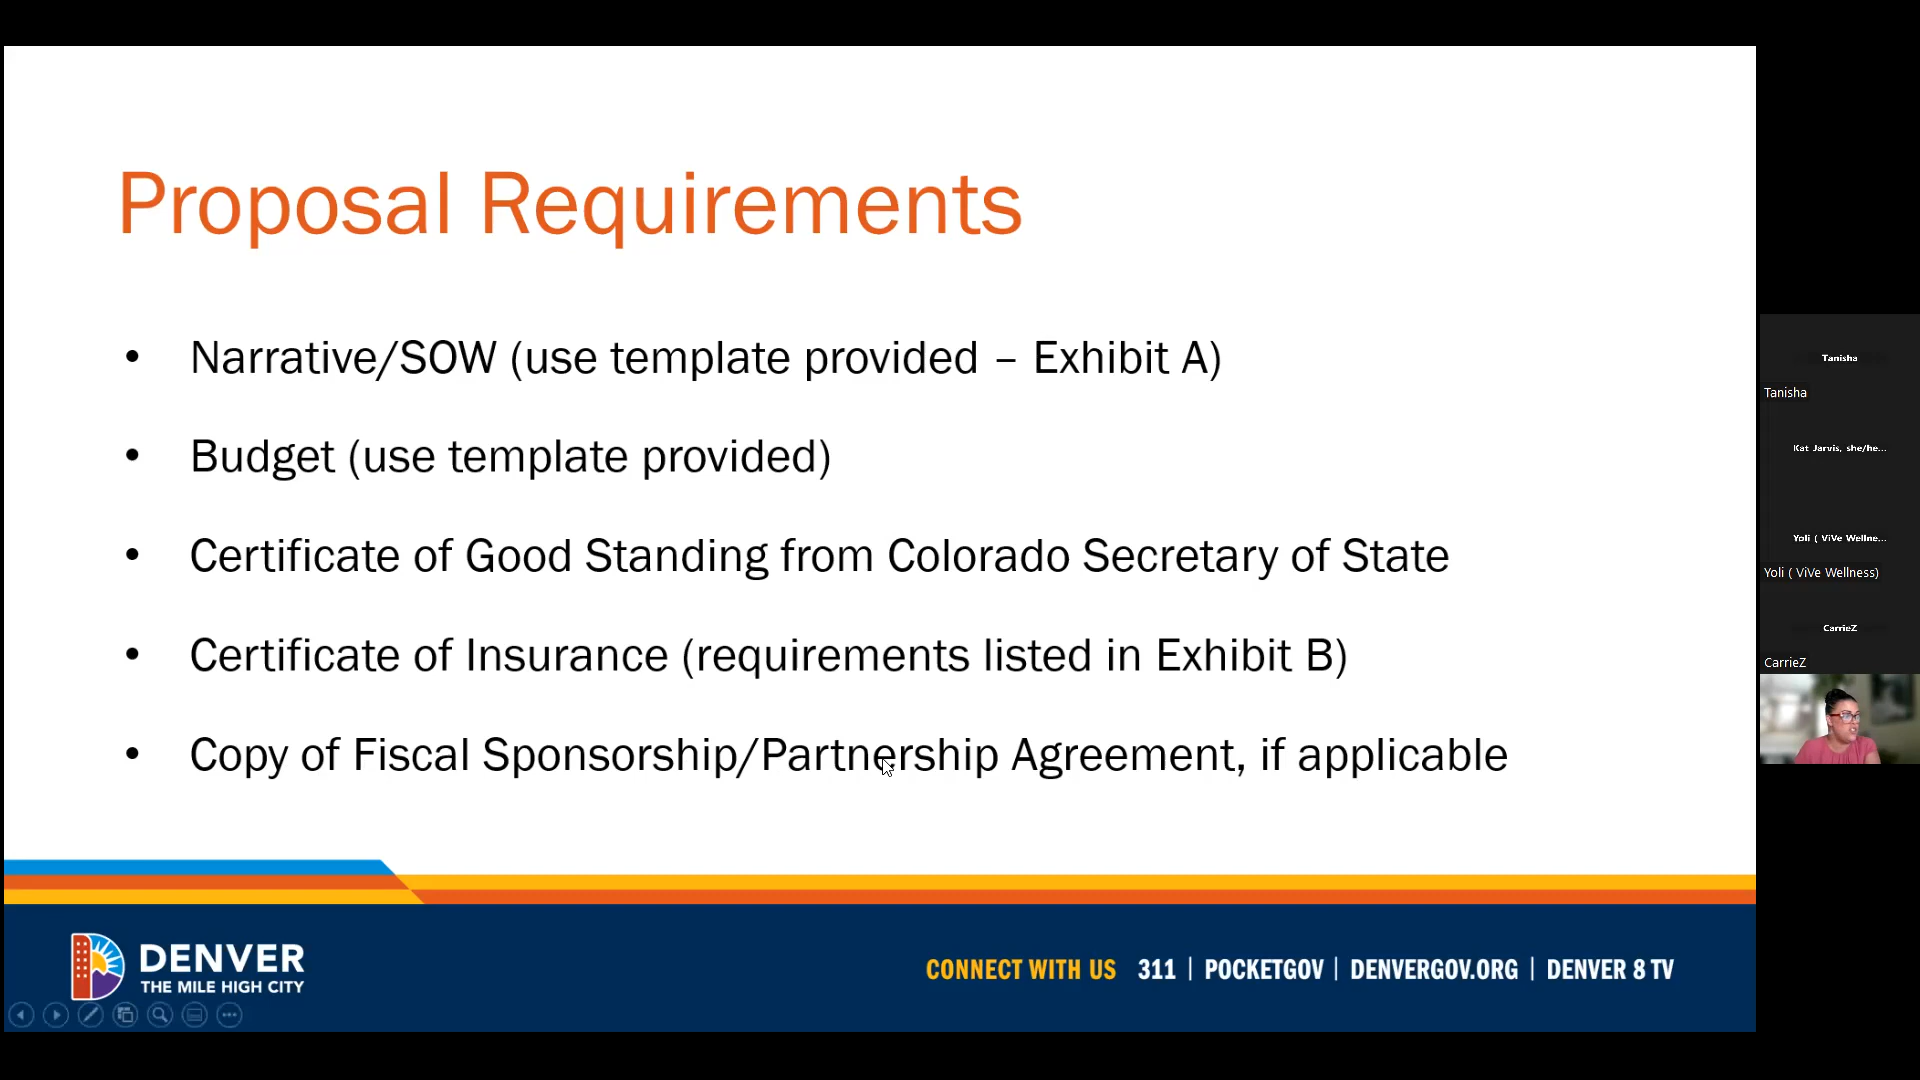 Proposal Requirements
• Narrative/SOW (use template provided – Exhibit A)
• Budget (use template provided)
• Certificate of Good Standing from Colorado Secretary of State
• Certificate of Insurance (requirements listed in Exhibit B)
• Copy of Fiscal Sponsorship/Partnership Agreement, if applicable
DENVER
THE MILE HIGH CITY
CONNECT WITH US 311 | POCKETGOV | DENVERGOV.ORG | DENVER 8 TV
Tanisha
Tanisha
Kat Jarvis, she/he...
Yoli ( ViVe Wellne...
Yoli ( ViVe Wellness)
CarrieZ
CarrieZ